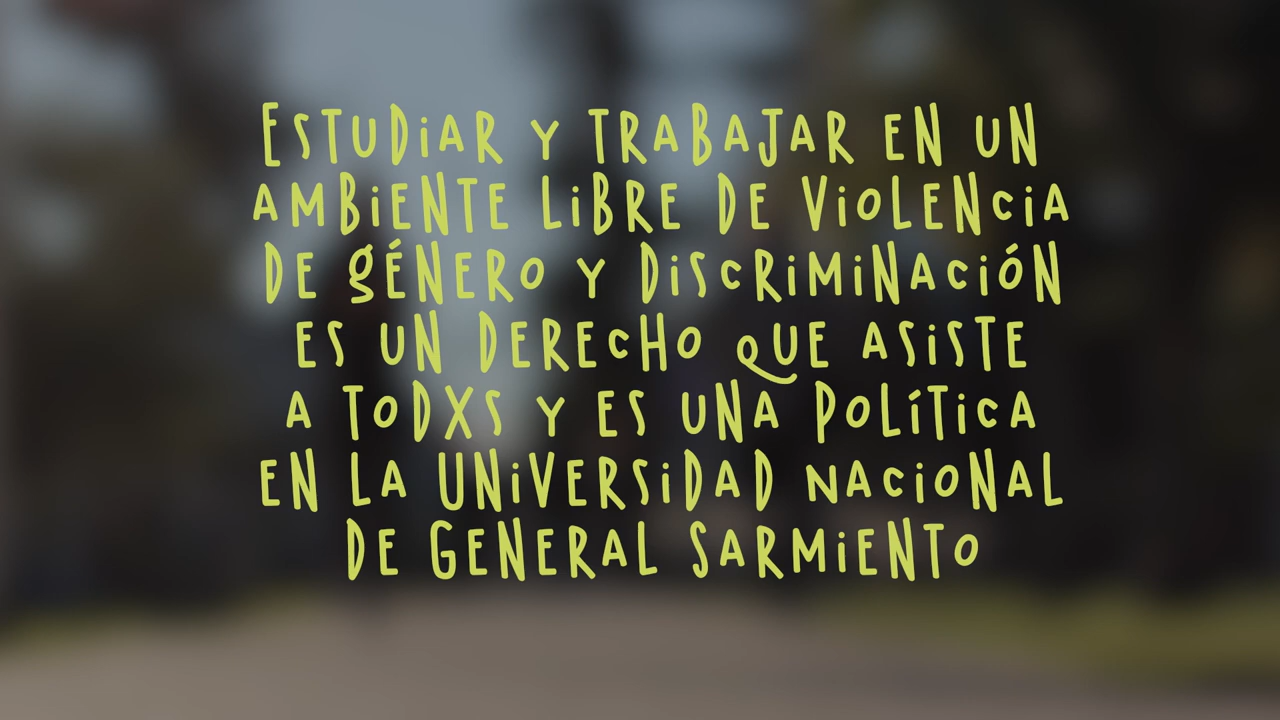 ESTUDiAR Y TRABAJAR EN UN
AMBiENTE LiBRE DE ViOLENCiA
DE GÉNERO Y DiSCRiMiNACiÓN
ES UN DERECHO QUE ASiSTE
A TODXS Y ES UNA POLíTiCA
EN LA UNiVERSiDAD NACiONAL
DE GENERAL SARMiENTO